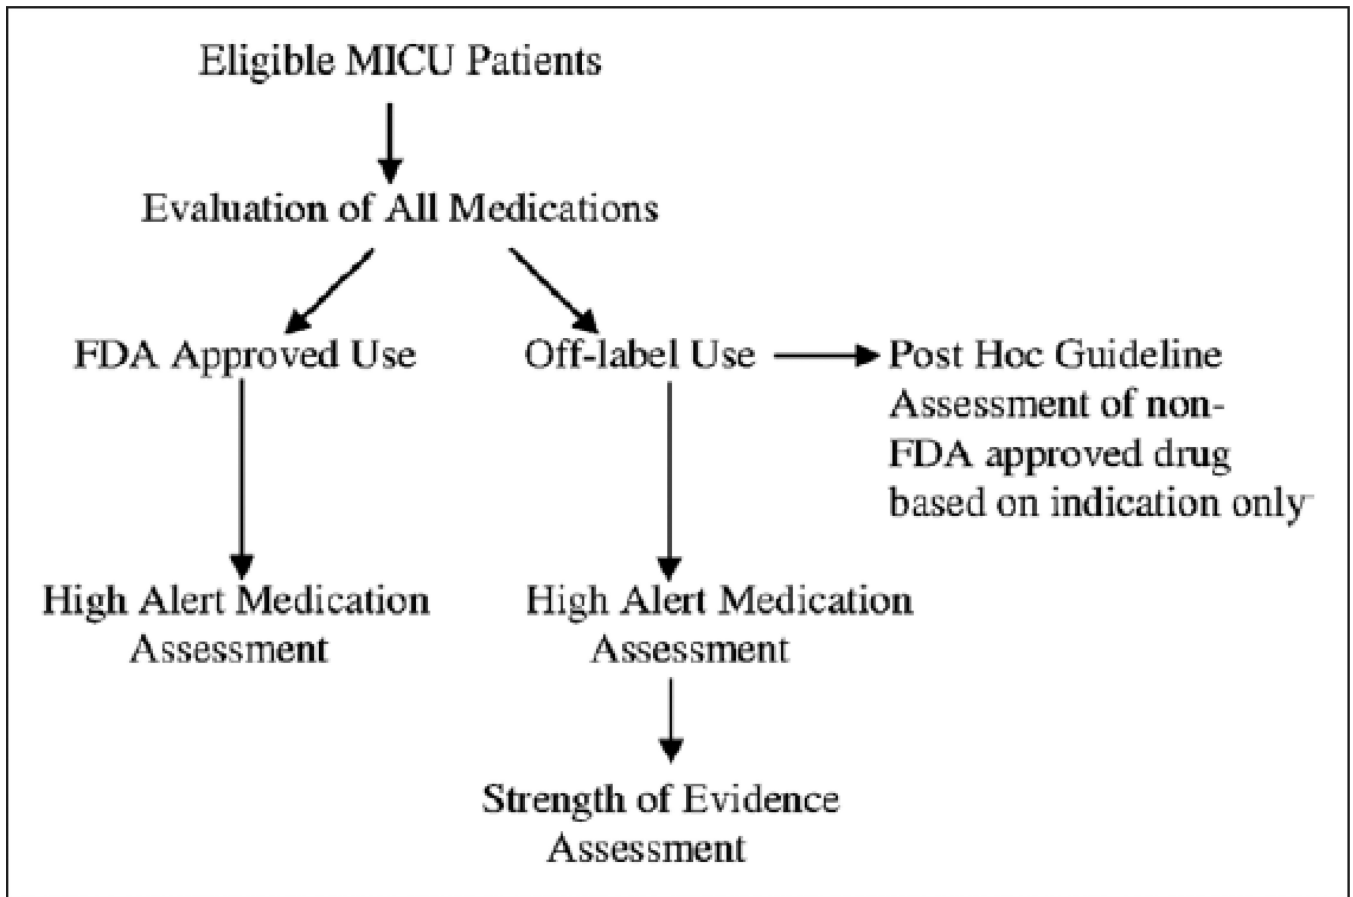 Eligible MICU Patients
Evaluation of All Medications
FDA Approved Use
Off-label Use
Post Hoc Guideline
Assessment of non-
FDA approved drug
based on indication only
High Alert Medication
Assessment
High Alert Medication
Assessment
Strength of Evidence
Assessment